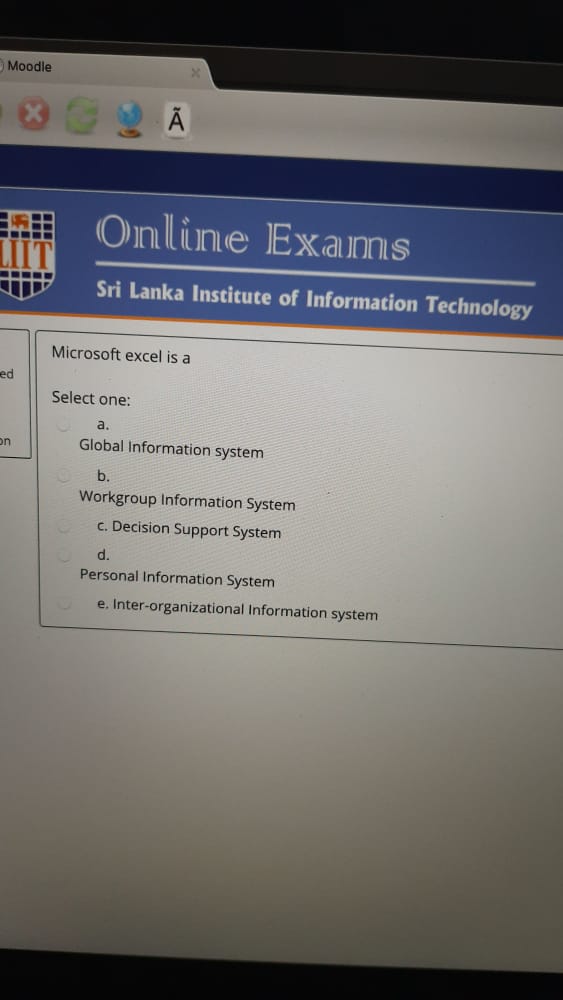 Moodle
Ã
LIIT
Online Exams
Sri Lanka Institute of Information Technology
ed
on
Microsoft excel is a
Select one:
a.
Global Information system
b.
Workgroup Information System
c. Decision Support System
d.
Personal Information System
e. Inter-organizational Information system